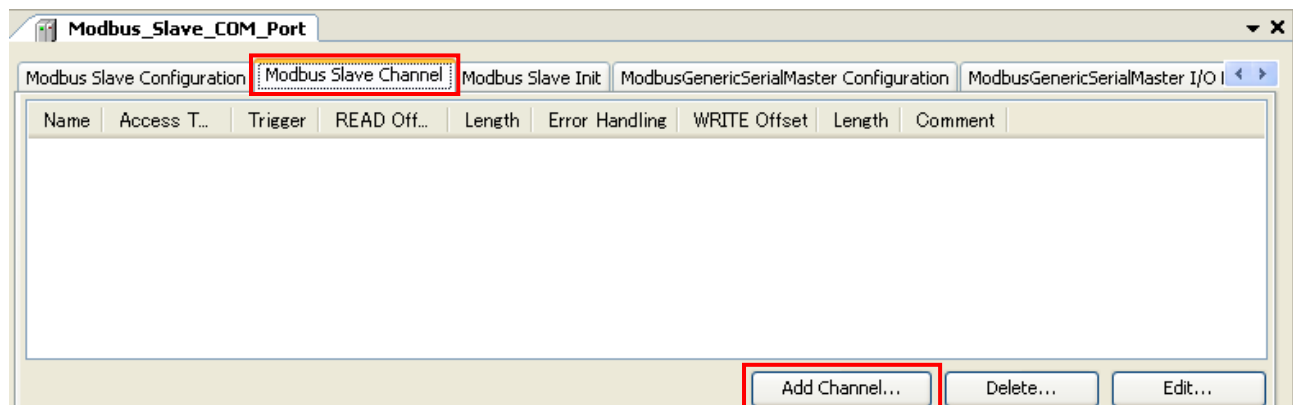 Modbus_Slave_COM_Port
Modbus Slave Configuration Modbus Slave Channel Modbus Slave Init ModbusGenericSerialMaster Configuration ModbusGenericSerialMaster I/O
Name Access T... Trigger READ Off... Length Error Handling WRITE Offset Length Comment
Add Channel... Delete... Edit...